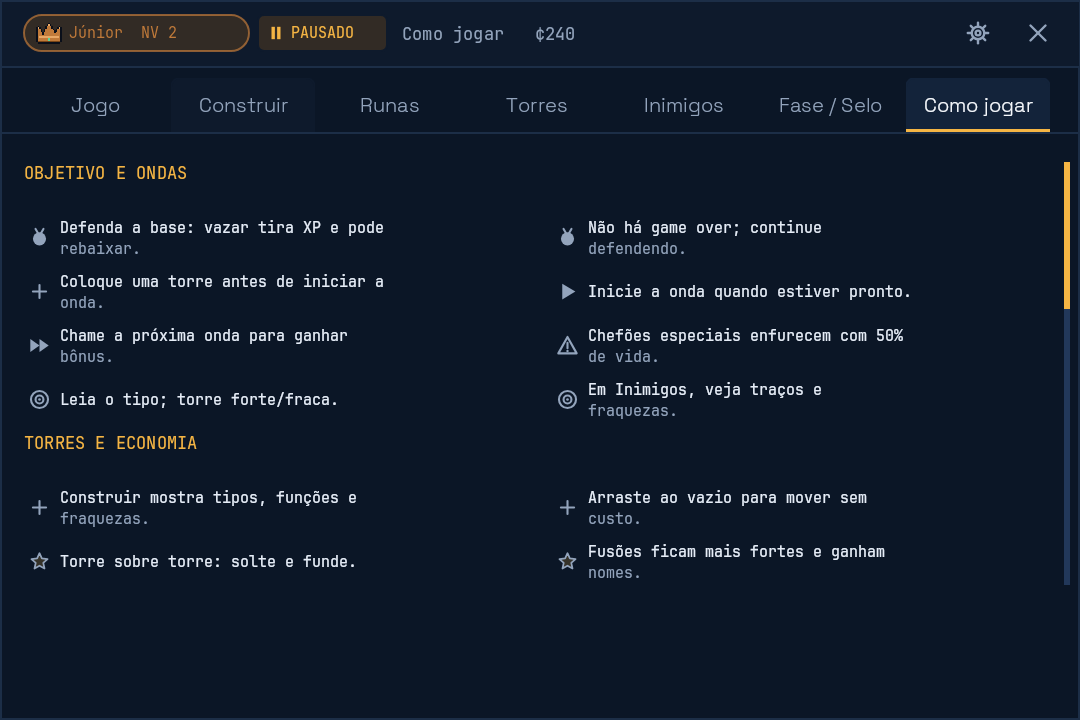 Júnior NV 2 PAUSADO Como jogar ¢240
Jogo Construir Runas Torres Inimigos Fase / Selo Como jogar
OBJETIVO E ONDAS
Defenda a base: vazar tira XP e pode
rebaixar.
Não há game over; continue
defendendo.
Coloque uma torre antes de iniciar a
onda.
Inicie a onda quando estiver pronto.
Chame a próxima onda para ganhar
bônus.
Chefões especiais enfurecem com 50%
de vida.
Leia o tipo; torre forte/fraca.
Em Inimigos, veja traços e
fraquezas.
TORRES E ECONOMIA
Construir mostra tipos, funções e
fraquezas.
Arraste ao vazio para mover sem
custo.
Torre sobre torre: solte e funde.
Fusões ficam mais fortes e ganham
nomes.